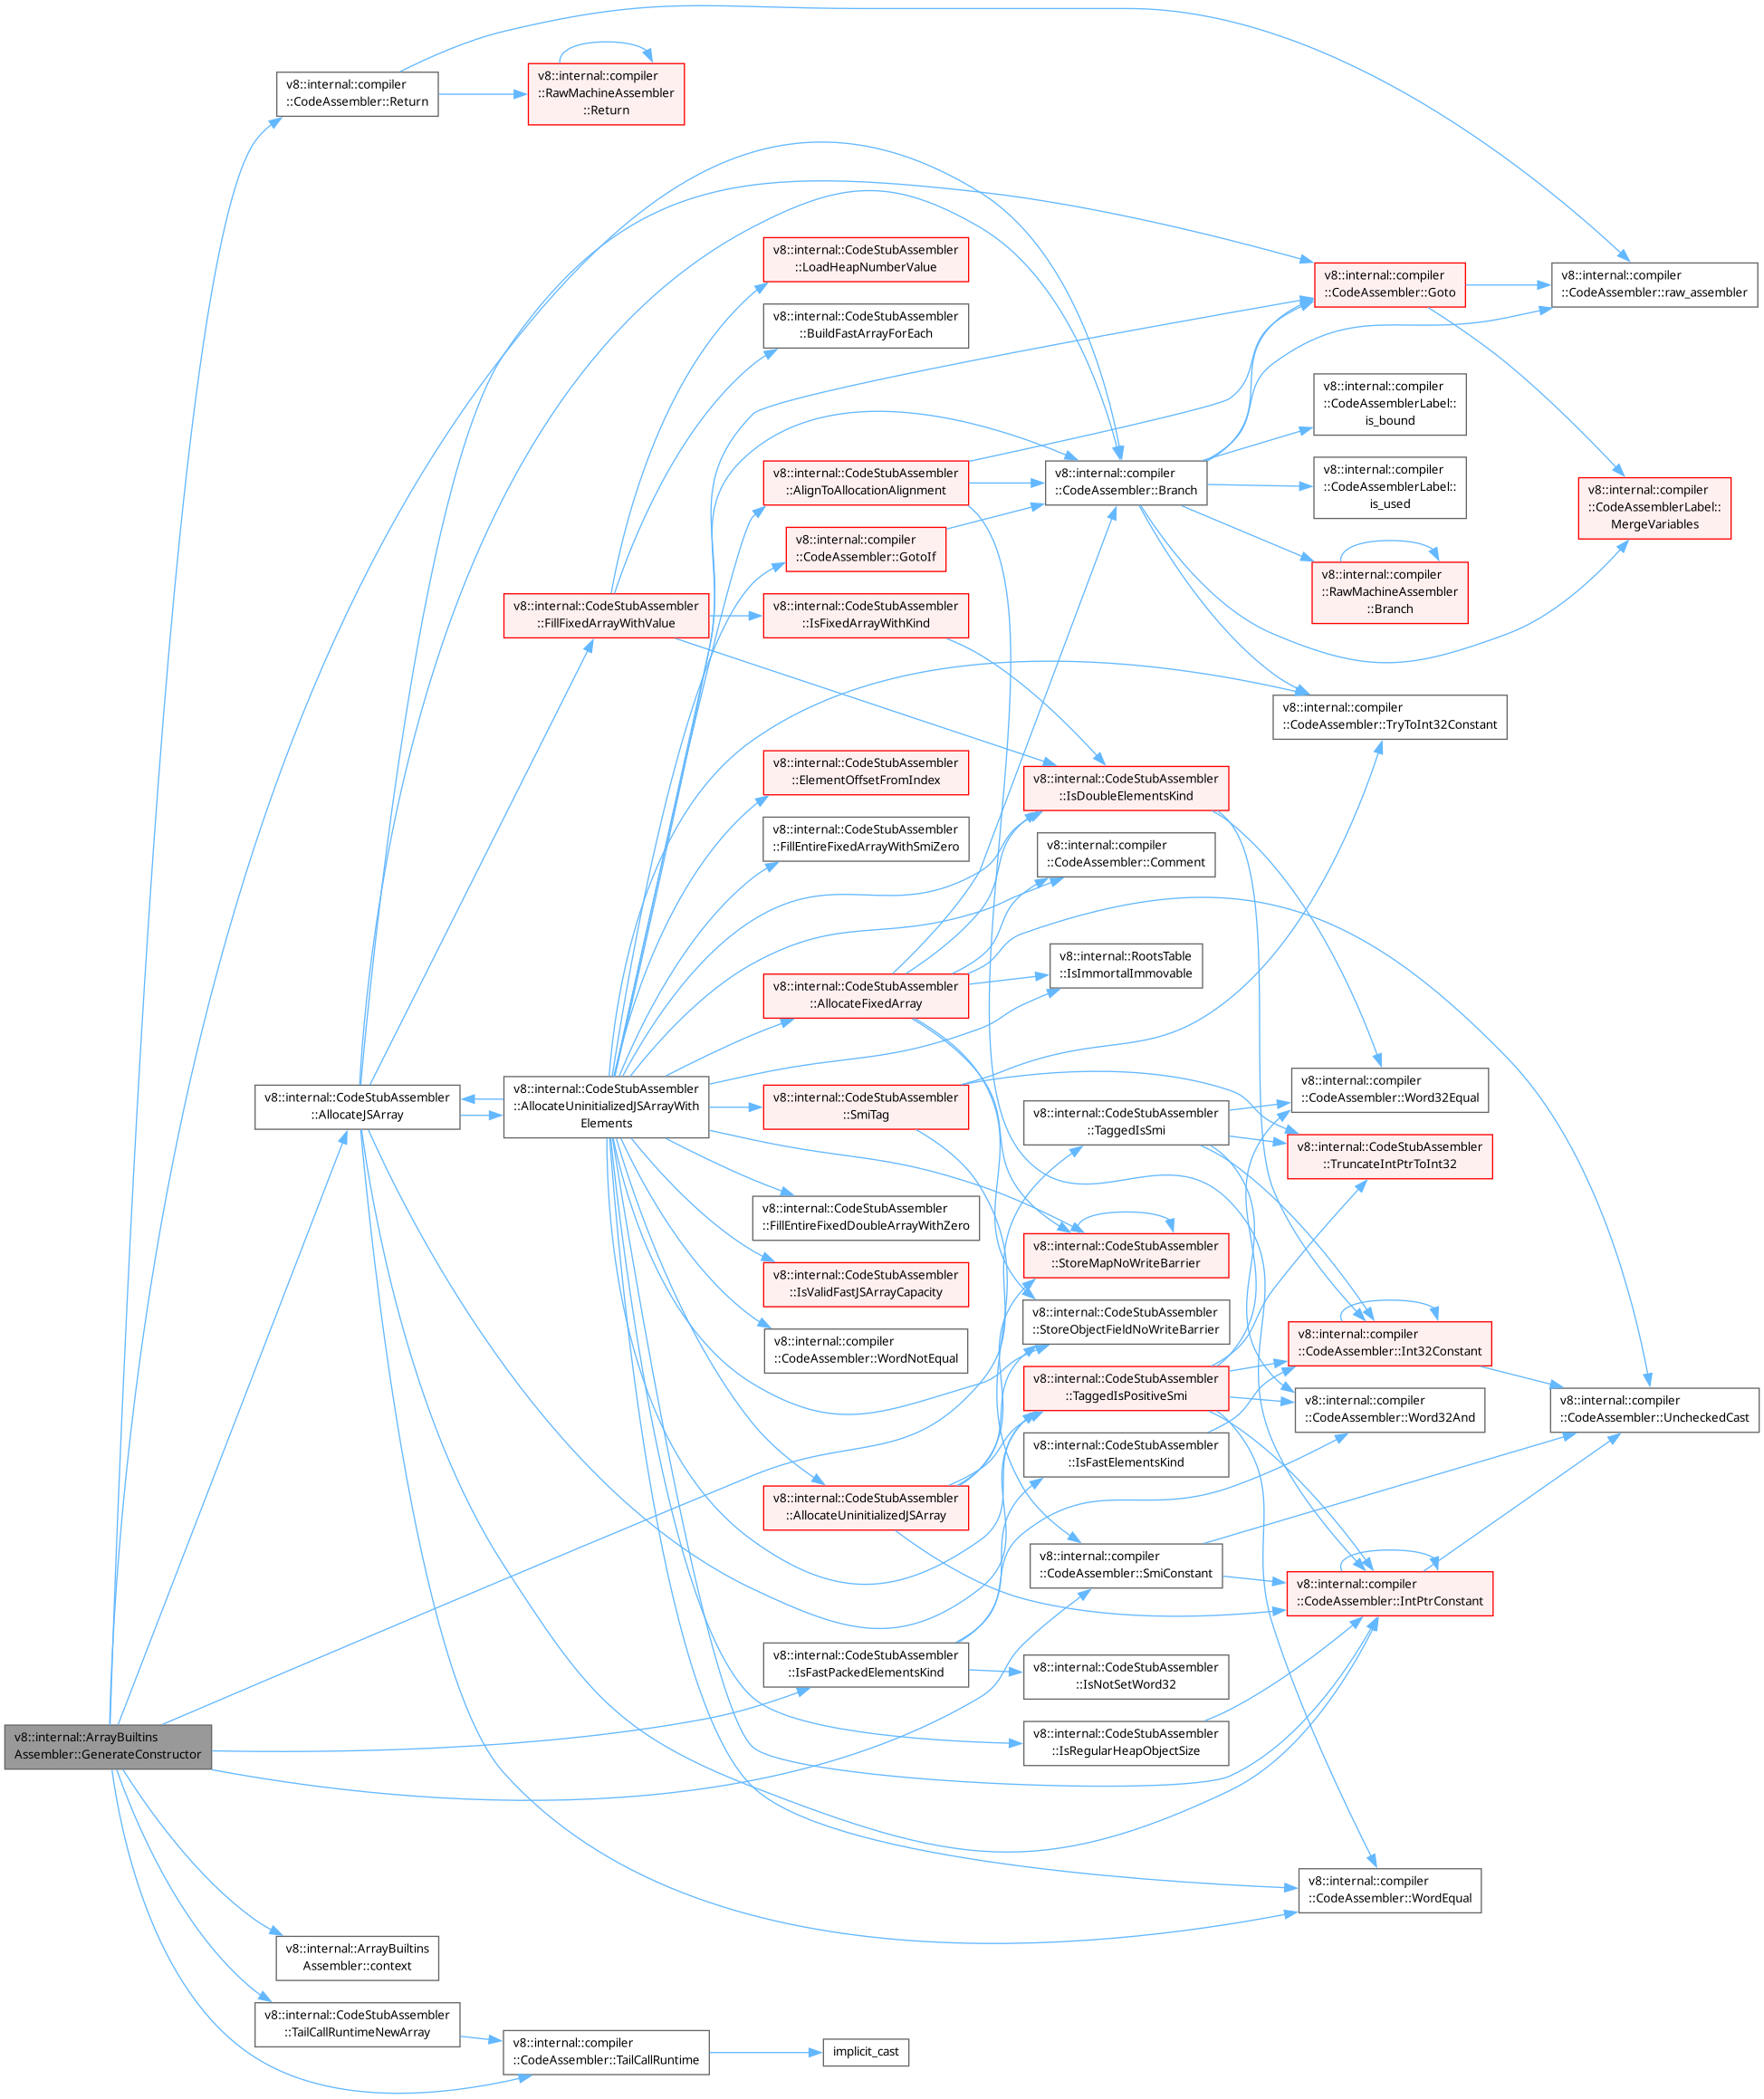 v8::internal::compiler
::CodeAssembler::Return
v8::internal::compiler
::RawMachineAssembler
::Return
v8::internal::CodeStubAssembler
::LoadHeapNumberValue
v8::internal::compiler
::CodeAssembler::Goto
v8::internal::compiler
::CodeAssembler::raw_assembler
v8::internal::CodeStubAssembler
::BuildFastArrayForEach
v8::internal::compiler
::CodeAssemblerLabel::
is_bound
v8::internal::CodeStubAssembler
::AlignToAllocationAlignment
v8::internal::compiler
::CodeAssembler::Branch
v8::internal::compiler
::CodeAssemblerLabel::
is_used
v8::internal::compiler
::CodeAssemblerLabel::
MergeVariables
v8::internal::compiler
::CodeAssembler::GotoIf
v8::internal::compiler
::RawMachineAssembler
::Branch
v8::internal::CodeStubAssembler
::FillFixedArrayWithValue
v8::internal::CodeStubAssembler
::IsFixedArrayWithKind
v8::internal::compiler
::CodeAssembler::TryToInt32Constant
v8::internal::CodeStubAssembler
::ElementOffsetFromIndex
v8::internal::CodeStubAssembler
::IsDoubleElementsKind
v8::internal::CodeStubAssembler
::FillEntireFixedArrayWithSmiZero
v8::internal::compiler
::CodeAssembler::Comment
v8::internal::CodeStubAssembler
::AllocateFixedArray
v8::internal::RootsTable
::IsImmortalImmovable
v8::internal::CodeStubAssembler
::AllocateJSArray
v8::internal::CodeStubAssembler
::AllocateUninitializedJSArrayWith
Elements
v8::internal::CodeStubAssembler
::SmiTag
v8::internal::CodeStubAssembler
::TaggedIsSmi
v8::internal::compiler
::CodeAssembler::Word32Equal
v8::internal::CodeStubAssembler
::TruncateIntPtrToInt32
v8::internal::CodeStubAssembler
::FillEntireFixedDoubleArrayWithZero
v8::internal::CodeStubAssembler
::StoreMapNoWriteBarrier
v8::internal::CodeStubAssembler
::IsValidFastJSArrayCapacity
v8::internal::CodeStubAssembler
::StoreObjectFieldNoWriteBarrier
v8::internal::compiler
::CodeAssembler::WordNotEqual
v8::internal::compiler
::CodeAssembler::Int32Constant
v8::internal::CodeStubAssembler
::TaggedIsPositiveSmi
v8::internal::compiler
::CodeAssembler::Word32And
v8::internal::compiler
::CodeAssembler::UncheckedCast
v8::internal::CodeStubAssembler
::IsFastElementsKind
v8::internal::CodeStubAssembler
::AllocateUninitializedJSArray
v8::internal::compiler
::CodeAssembler::SmiConstant
v8::internal::compiler
::CodeAssembler::IntPtrConstant
v8::internal::CodeStubAssembler
::IsFastPackedElementsKind
v8::internal::CodeStubAssembler
::IsNotSetWord32
v8::internal::ArrayBuiltins
Assembler::GenerateConstructor
v8::internal::CodeStubAssembler
::IsRegularHeapObjectSize
v8::internal::compiler
::CodeAssembler::WordEqual
v8::internal::ArrayBuiltins
Assembler::context
v8::internal::CodeStubAssembler
::TailCallRuntimeNewArray
v8::internal::compiler
::CodeAssembler::TailCallRuntime
implicit_cast